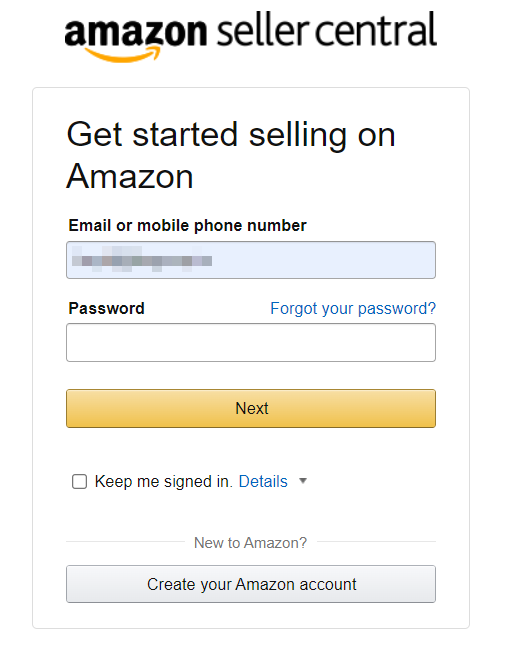 amazon seller central
Get started selling on
Amazon
Email or mobile phone number
Password Forgot your password?
Next
Keep me signed in. Details
New to Amazon?
Create your Amazon account